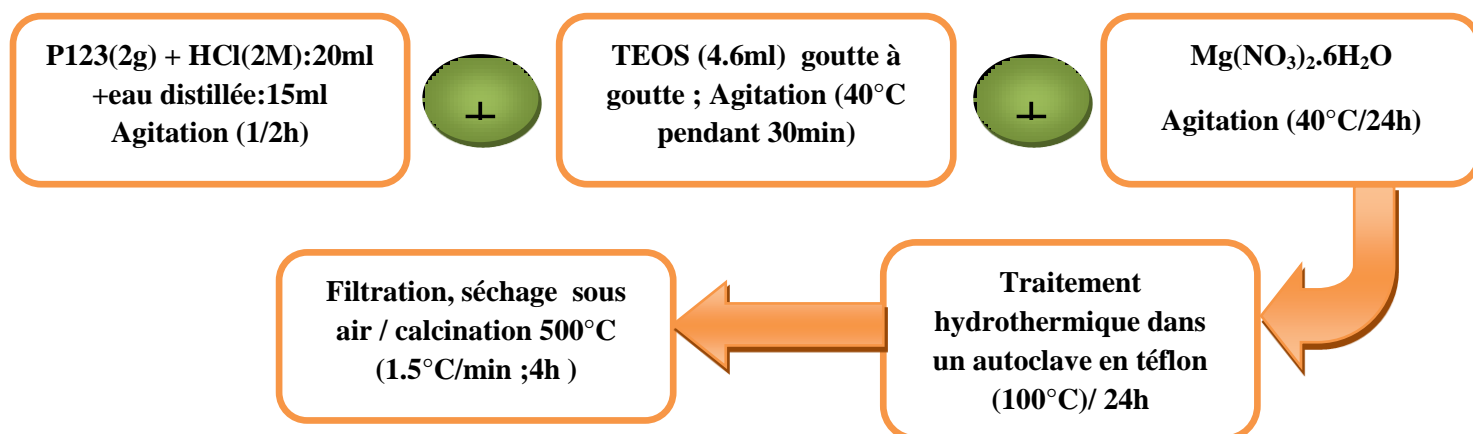 P123(2g) + HCl(2M):20ml
+eau distillée:15ml
Agitation (1/2h)
+
TEOS (4.6ml) goutte à
goutte ; Agitation (40°C
pendant 30min)
+
Mg(NO₃)₂.6H₂O
Agitation (40°C/24h)
Traitement
hydrothermique dans
un autoclave en téflon
(100°C)/ 24h
Filtration, séchage sous
air / calcination 500°C
(1.5°C/min ;4h )